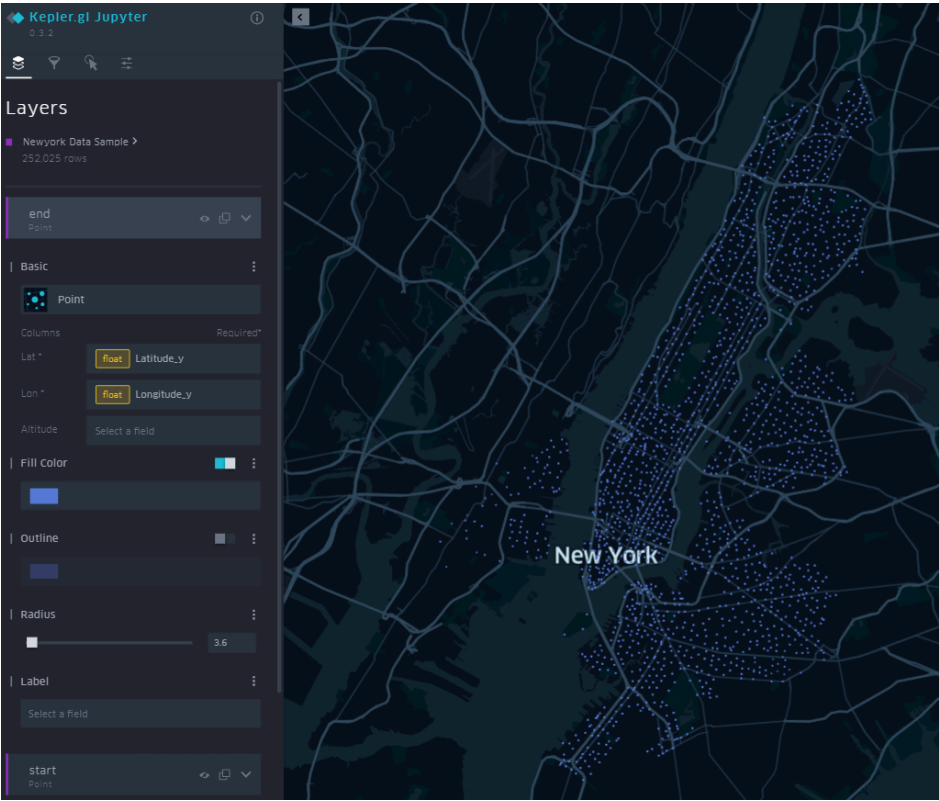 Kepler.gl Jupyter
0.3.2
Layers
Newyork Data Sample
252,025 rows
end
Point
Basic
Point
Columns Required*
Lat * float Latitude_y
Lon * float Longitude_y
Altitude Select a field
Fill Color
Outline
Radius
3.6
Label
Select a field
start
Point
New York